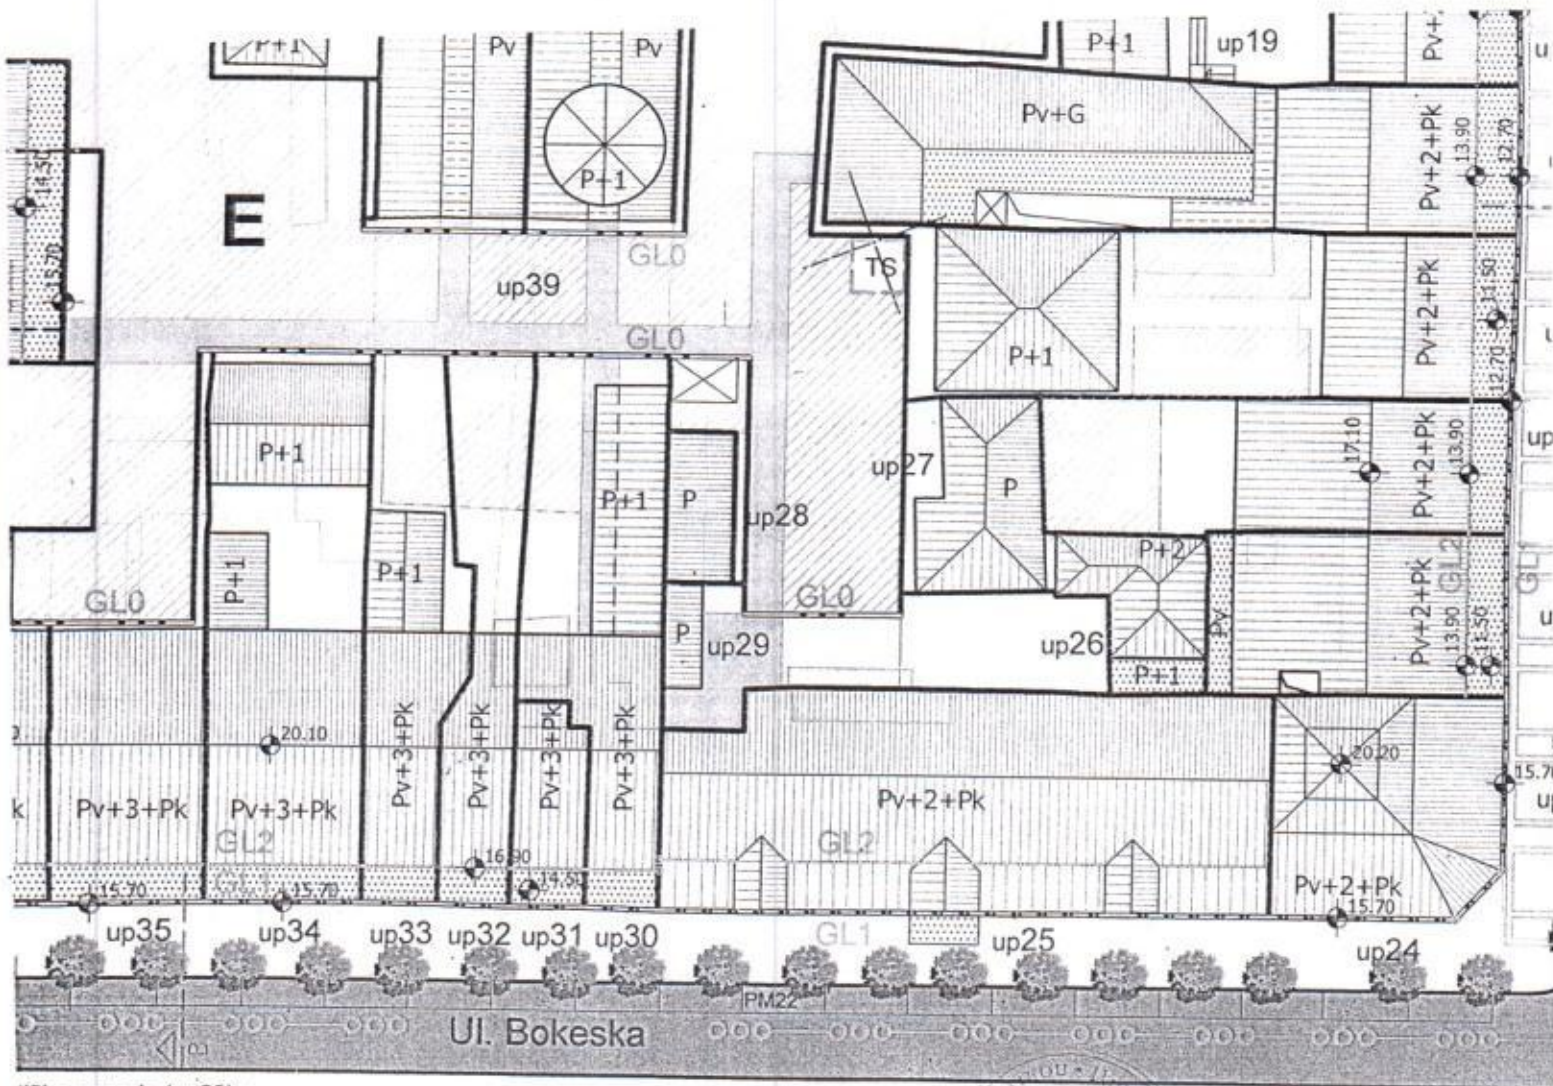 P+1
Pv
Pv
P+1
up19
Pv+
Pv+G
P+1
Pv+2+Pk
13.90
12.70
14.50
E
15.70
GL0
TS
up39
GL0
P+1
Pv+2+Pk
11.50
12.70
P+1
P+1
P
up27
P
17.10
Pv+2+Pk
13.90
up
up28
P+1
P+1
GL0
GL0
P+2
Pv
Pv+2+Pk
GL2
GL1
13.90
11.50
P
up29
up26
P+1
20.10
Pv+3+Pk
Pv+3+Pk
Pv+3+Pk
Pv+3+Pk
Pv+3+Pk
Pv+3+Pk
Pv+2+Pk
20.20
15.70
GL2
GL2
16.90
GL1
15.70
15.70
Pv+2+Pk
15.70
up35
up34
up33
up32
up31
up30
GL1
up25
up24
PM22
Ul. Bokeska